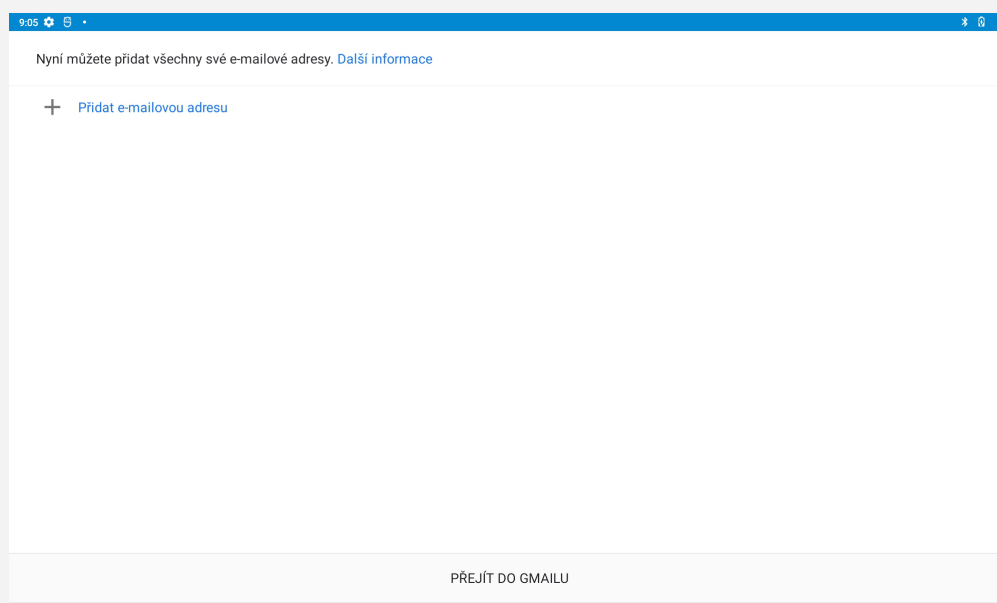 9:05
Nyní můžete přidat všechny své e-mailové adresy. Další informace
Přidat e-mailovou adresu
PŘEJÍT DO GMAILU